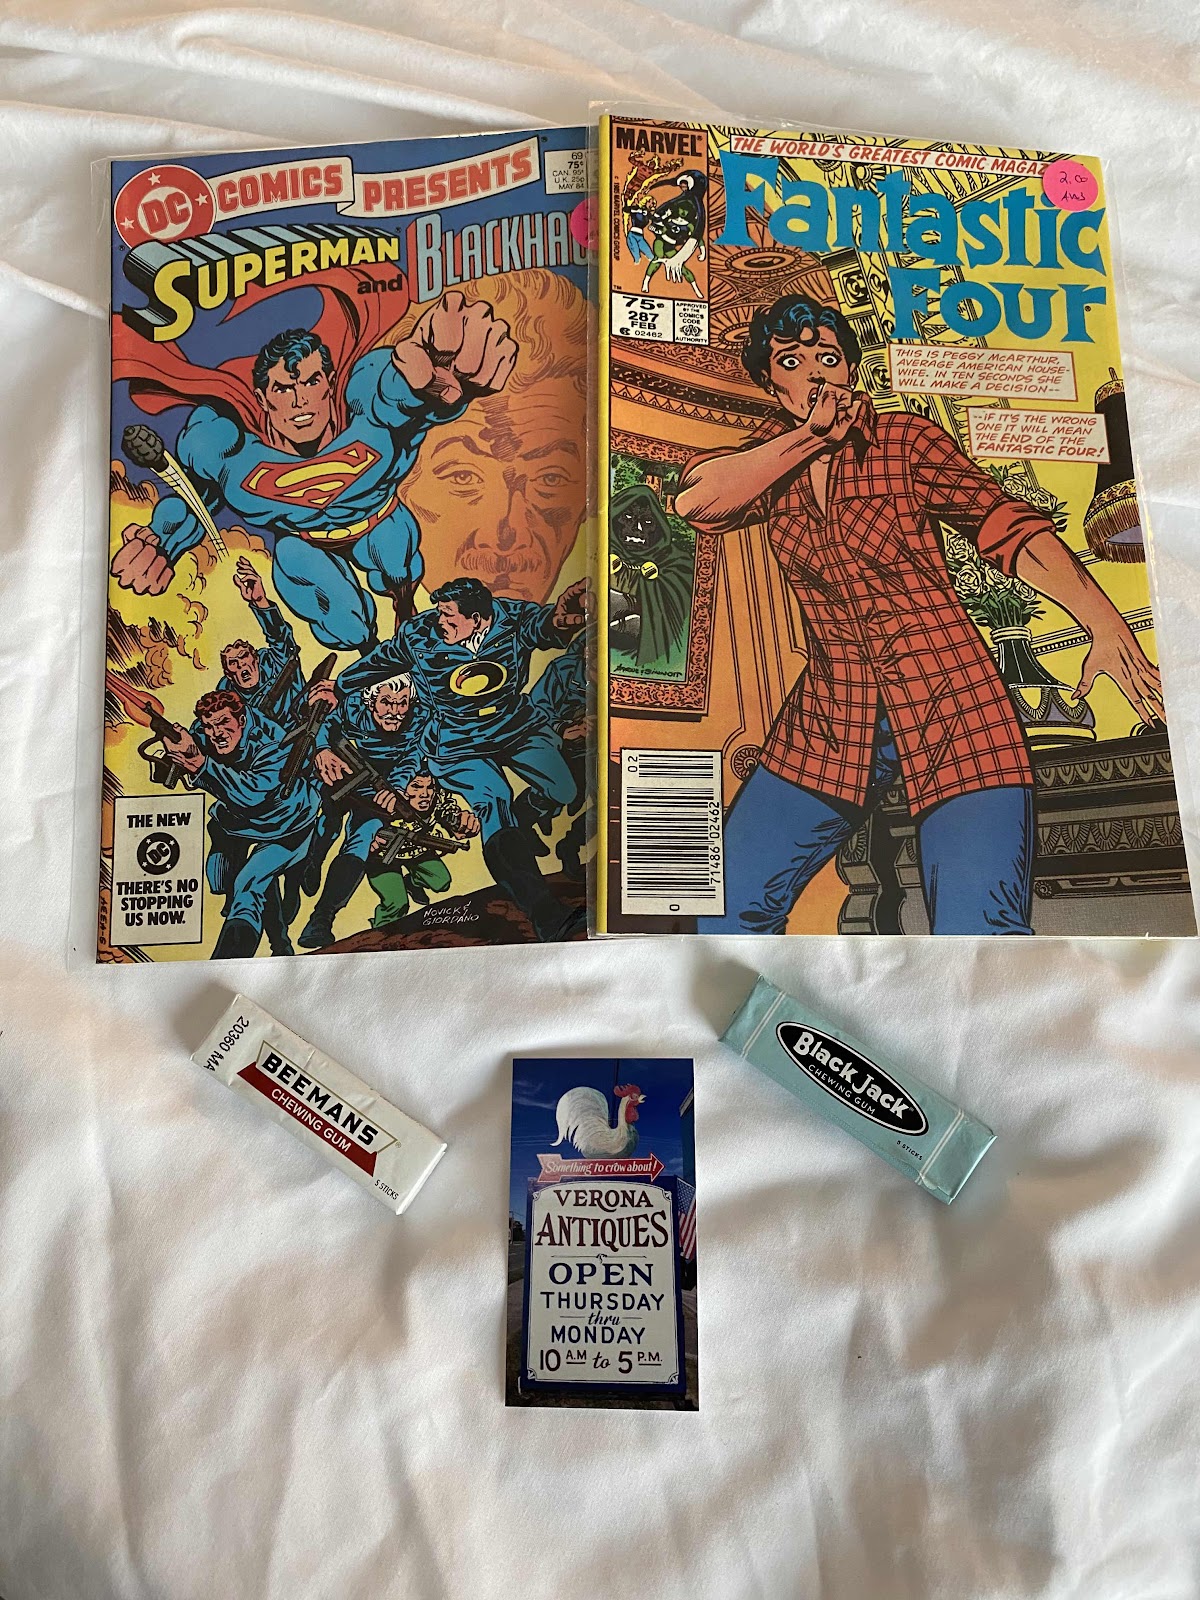 DC
COMICS PRESENTS
69
75¢
CAN. 95¢
U.K. 25p
MAY 84
SUPERMAN
and BLACKHA
THE NEW
DC
THERE'S NO
STOPPING
US NOW.
NOVICK &
GIORDANO
MARVEL
THE WORLD'S GREATEST COMIC MAGAZ
2.00
Fantastic
Four
TM
75¢
287
FEB
02462
APPROVED
BY THE
COMICS
CODE
AUTHORITY
THIS IS PEGGY McARTHUR,
AVERAGE AMERICAN HOUSE-
WIFE. IN TEN SECONDS SHE
WILL MAKE A DECISION--
--IF IT'S THE WRONG
ONE IT WILL MEAN
THE END OF THE
FANTASTIC FOUR!
02
71486 02462
0
20360 MA
BEEMANS
CHEWING GUM
5 STICKS
Black Jack
CHEWING GUM
5 STICKS
Something to crow about!
VERONA
ANTIQUES
OPEN
THURSDAY
thru
MONDAY
10 A.M to 5 P.M.